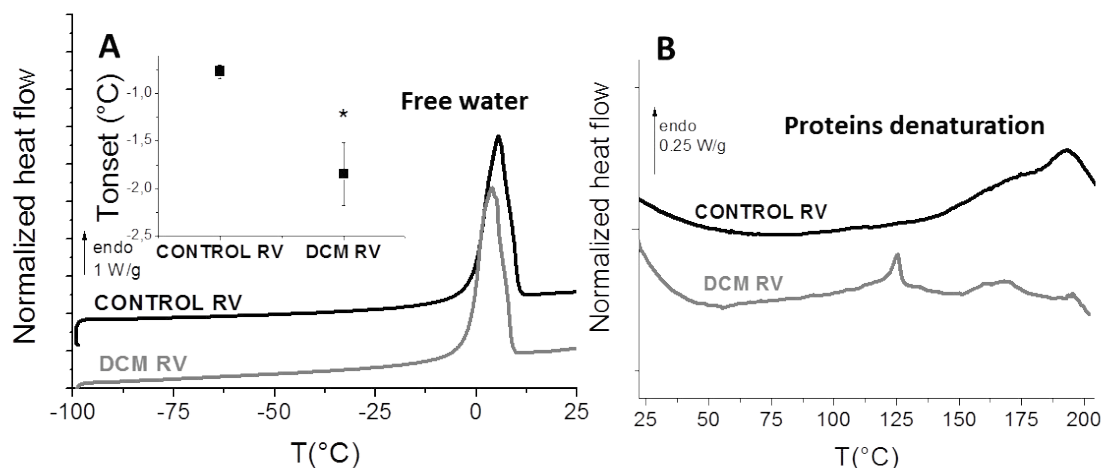 A
Normalized heat flow
Tonset (°C)
-1,0
-1,5
-2,0
-2,5
*
CONTROL RV DCM RV
Free water
endo
1 W/g
CONTROL RV
DCM RV
-100 -75 -50 -25 0 25
T(°C)
B
Normalized heat flow
endo
0.25 W/g
Proteins denaturation
CONTROL RV
DCM RV
25 50 75 100 125 150 175 200
T(°C)